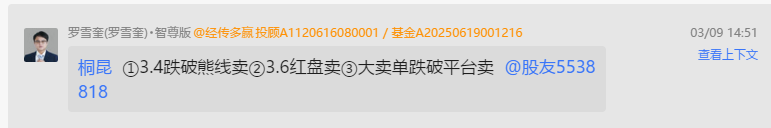 罗雪奎(罗雪奎)·智尊版 @经传多赢 投顾A1120616080001 / 基金A20250619001216 03/09 14:51
查看上下文
桐昆 ①3.4跌破熊线卖②3.6红盘卖③大卖单跌破平台卖 @股友5538
818